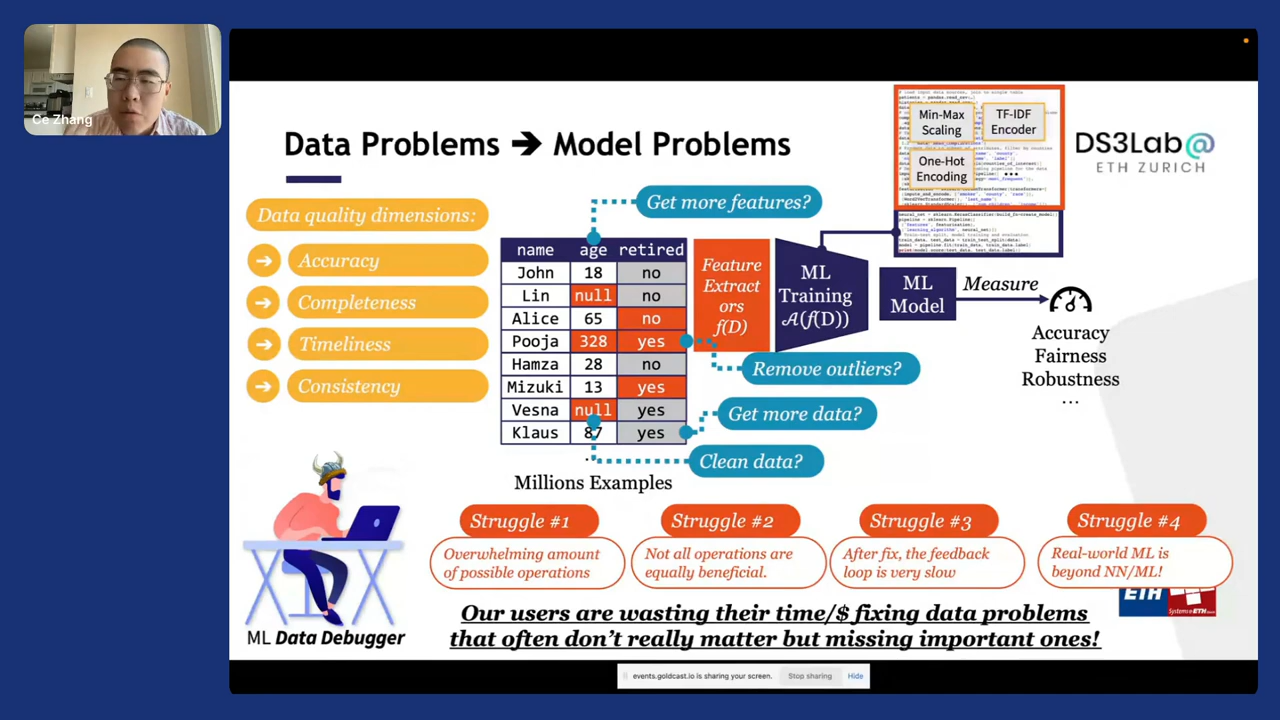 Ce Zhang
Data Problems ➔ Model Problems
Min-Max
Scaling
TF-IDF
Encoder
One-Hot
Encoding
...
DS3Lab@
ETH ZURICH
Data quality dimensions:
Accuracy
Completeness
Timeliness
Consistency
Get more features?
name age retired
John 18 no
Lin null no
Alice 65 no
Pooja 328 yes
Hamza 28 no
Mizuki 13 yes
Vesna null yes
Klaus 87 yes
Millions Examples
Feature
Extract
ors
f(D)
ML
Training
𝒜(f(D))
ML
Model
Measure
Accuracy
Fairness
Robustness
...
Remove outliers?
Get more data?
Clean data?
ML Data Debugger
Struggle #1
Overwhelming amount
of possible operations
Struggle #2
Not all operations are
equally beneficial.
Struggle #3
After fix, the feedback
loop is very slow
Struggle #4
Real-world ML is
beyond NN/ML!
ETH
Systems@ETH
Our users are wasting their time/$ fixing data problems
that often don't really matter but missing important ones!
events.goldcast.io is sharing your screen.
Stop sharing
Hide